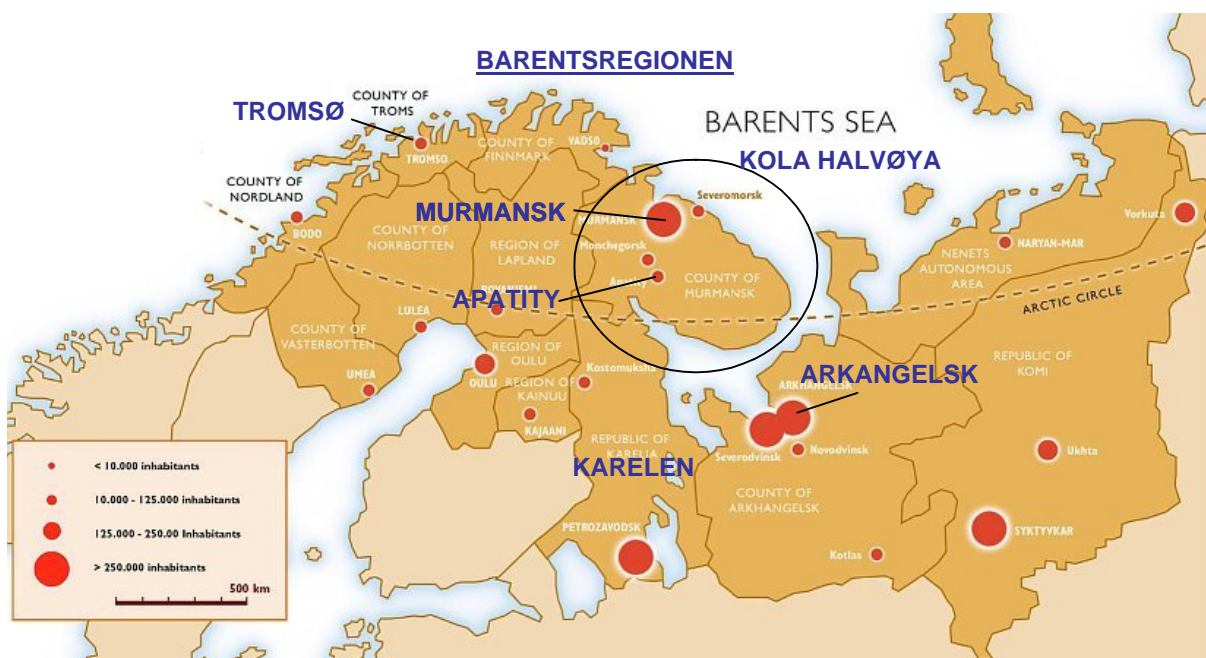 BARENTSREGIONEN
COUNTY OF
TROMS
TROMSØ
BARENTS SEA
COUNTY OF
FINNMARK
VADSO
TROMSO
KOLA HALVØYA
COUNTY OF
NORDLAND
MURMANSK
MURMANSK
Severomorsk
Vorkuta
BODO
COUNTY OF
NORRBOTTEN
REGION OF
LAPLAND
Monchegorsk
NARYAN-MAR
NENETS
AUTONOMOUS
AREA
Apatity
COUNTY OF
MURMANSK
APATITY
ROVANIEMI
ARCTIC CIRCLE
LULEA
COUNTY OF
VASTERBOTTEN
REGION OF
OULU
OULU
REGION OF
KAINUU
Kostomuksha
REPUBLIC OF
KOMI
UMEA
ARKANGELSK
ARKHANGELSK
KAJAANI
REPUBLIC OF
KARELIA
KARELEN
Severodvinsk
Novodvinsk
Ukhta
COUNTY OF
ARKHANGELSK
PETROZAVODSK
Kotlas
SYKTYVKAR
< 10.000 inhabitants
10.000 - 125.000 inhabitants
125.000 - 250.00 Inhabitants
> 250.000 inhabitants
500 km